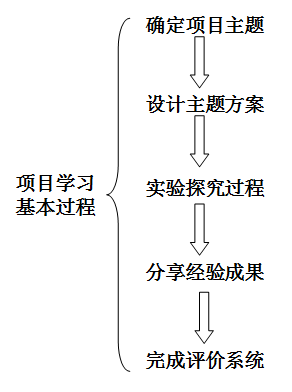 确定项目主题
设计主题方案
项目学习
基本过程
实验探究过程
分享经验成果
完成评价系统